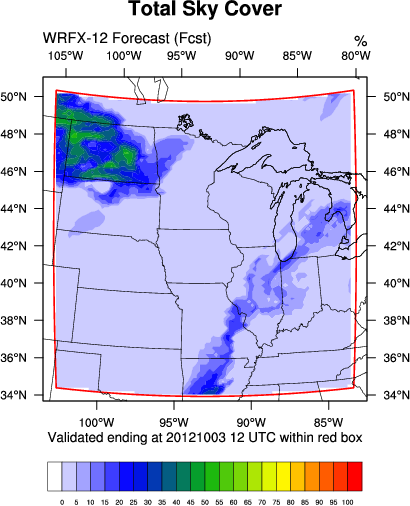 Total Sky Cover
WRFX-12 Forecast (Fcst) %
105°W 100°W 95°W 90°W 85°W 80°W
50°N 50°N
48°N 48°N
46°N 46°N
44°N 44°N
42°N 42°N
40°N 40°N
38°N 38°N
36°N 36°N
34°N 34°N
100°W 95°W 90°W 85°W
Validated ending at 20121003 12 UTC within red box
0 5 10 15 20 25 30 35 40 45 50 55 60 65 70 75 80 85 90 95 100